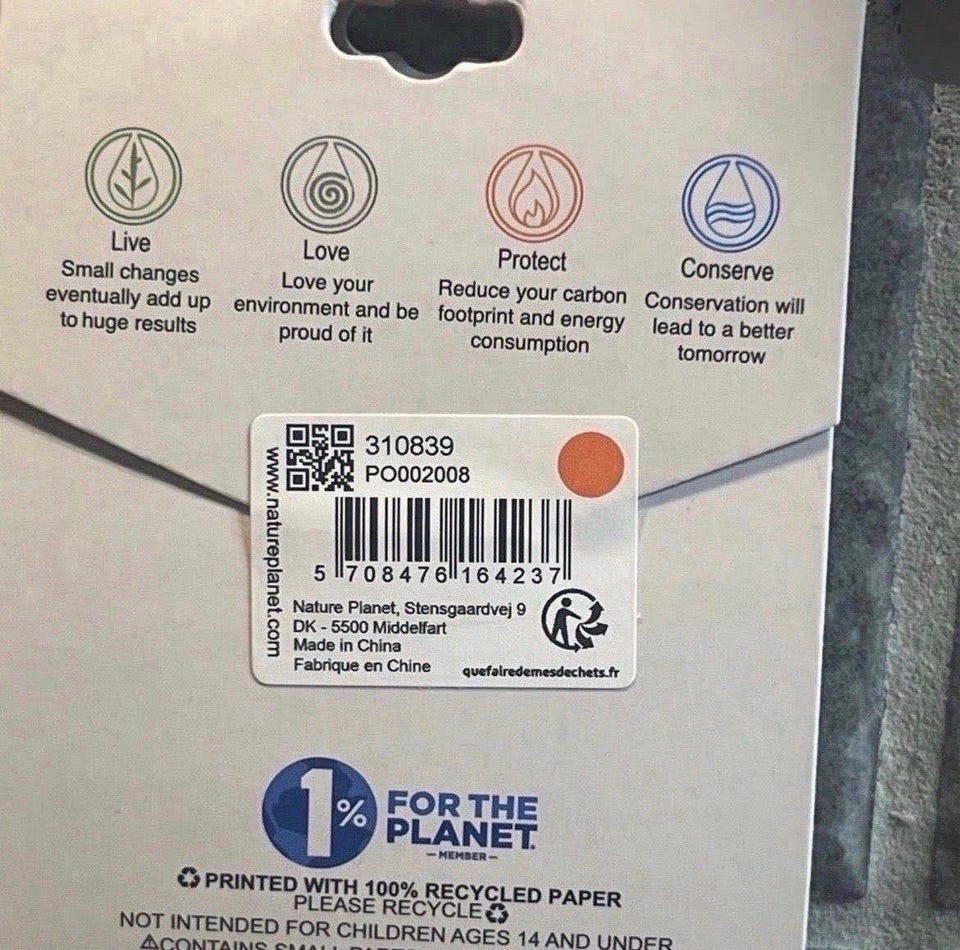 Live
Small changes
eventually add up
to huge results
Love
Love your
environment and be
proud of it
Protect
Reduce your carbon
footprint and energy
consumption
Conserve
Conservation will
lead to a better
tomorrow
www.natureplanet.com
310839
PO002008
5 708476 164237
Nature Planet, Stensgaardvej 9
DK - 5500 Middelfart
Made in China
Fabrique en Chine
quefairedemesdechets.fr
1%
FOR THE
PLANET.
MEMBER
PRINTED WITH 100% RECYCLED PAPER
PLEASE RECYCLE
NOT INTENDED FOR CHILDREN AGES 14 AND UNDER
CONTAINS SMALL